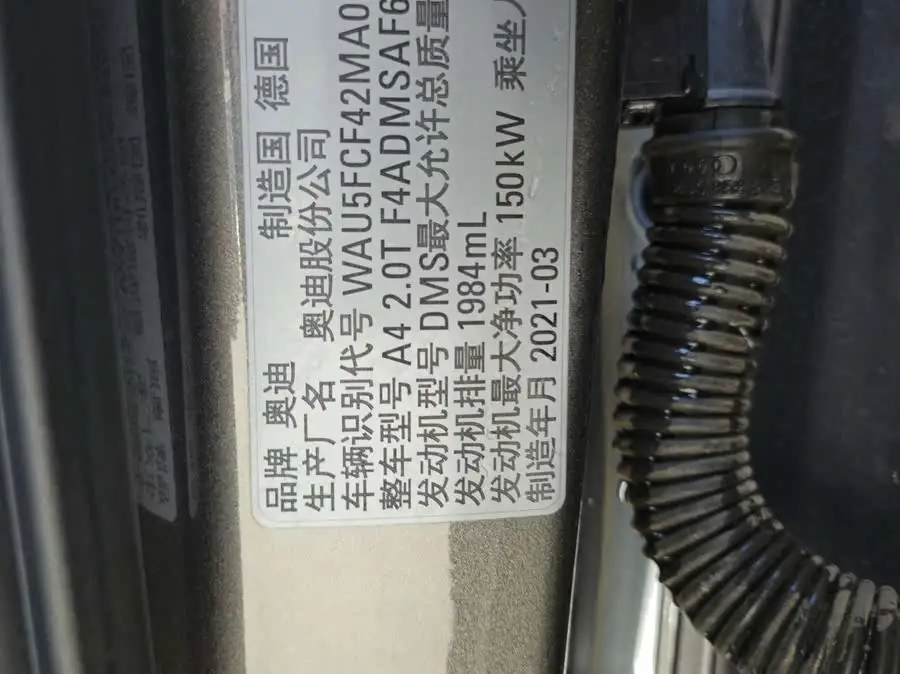 品牌 奥迪 制造国 德国
生产厂名 奥迪股份公司
车辆识别代号 WAU5FCF42MA0
整车型号 A4 2.0T F4ADMSAF6
发动机型号 DMS最大允许总质量
发动机排量 1984mL
发动机最大净功率 150kW 乘坐人
制造年月 2021-03